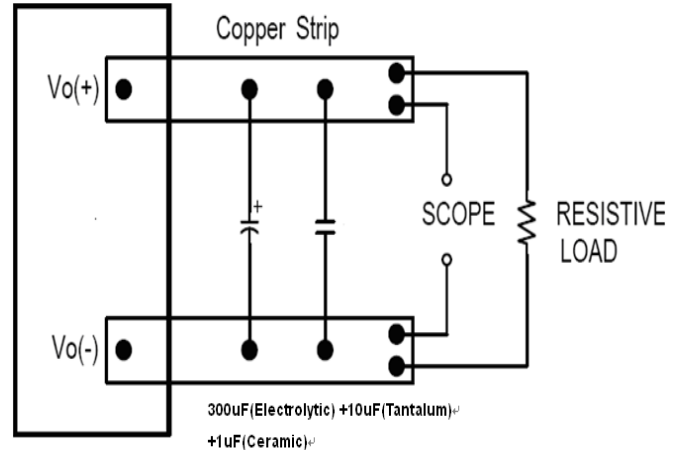 Copper Strip
Vo(+)
+
SCOPE
RESISTIVE
LOAD
Vo(-)
300uF(Electrolytic) +10uF(Tantalum)↵
+1uF(Ceramic)↵